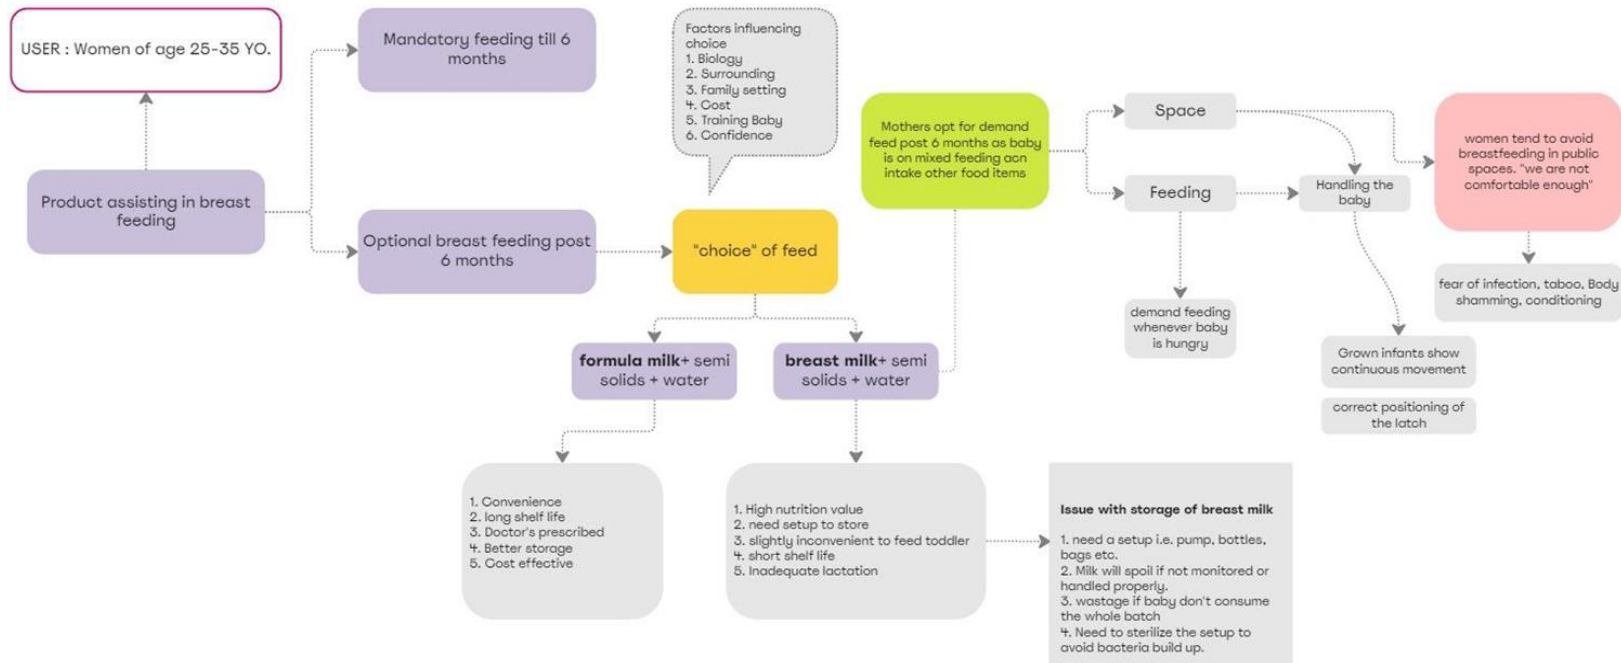 USER : Women of age 25-35 YO.
Mandatory feeding till 6
months
Factors influencing
choice
1. Biology
2. Surrounding
3. Family setting
4. Cost
5. Training Baby
6. Confidence
Product assisting in breast
feeding
Optional breast feeding post
6 months
"choice" of feed
Mothers opt for demand
feed post 6 months as baby
is on mixed feeding acn
intake other food items
Space
Feeding
Handling the
baby
women tend to avoid
breastfeeding in public
spaces. "we are not
comfortable enough"
fear of infection, taboo, Body
shamming, conditioning
demand feeding
whenever baby
is hungry
Grown infants show
continuous movement
correct positioning of
the latch
formula milk+ semi
solids + water
breast milk+ semi
solids + water
1. Convenience
2. long shelf life
3. Doctor's prescribed
4. Better storage
5. Cost effective
1. High nutrition value
2. need setup to store
3. slightly inconvenient to feed toddler
4. short shelf life
5. Inadequate lactation
Issue with storage of breast milk
1. need a setup i.e. pump, bottles,
bags etc.
2. Milk will spoil if not monitored or
handled properly.
3. wastage if baby don't consume
the whole batch
4. Need to sterilize the setup to
avoid bacteria build up.